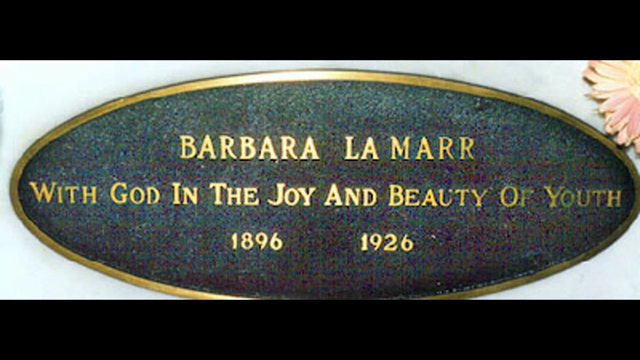 BARBARA LA MARR
WITH GOD IN THE JOY AND BEAUTY OF YOUTH
1896 1926